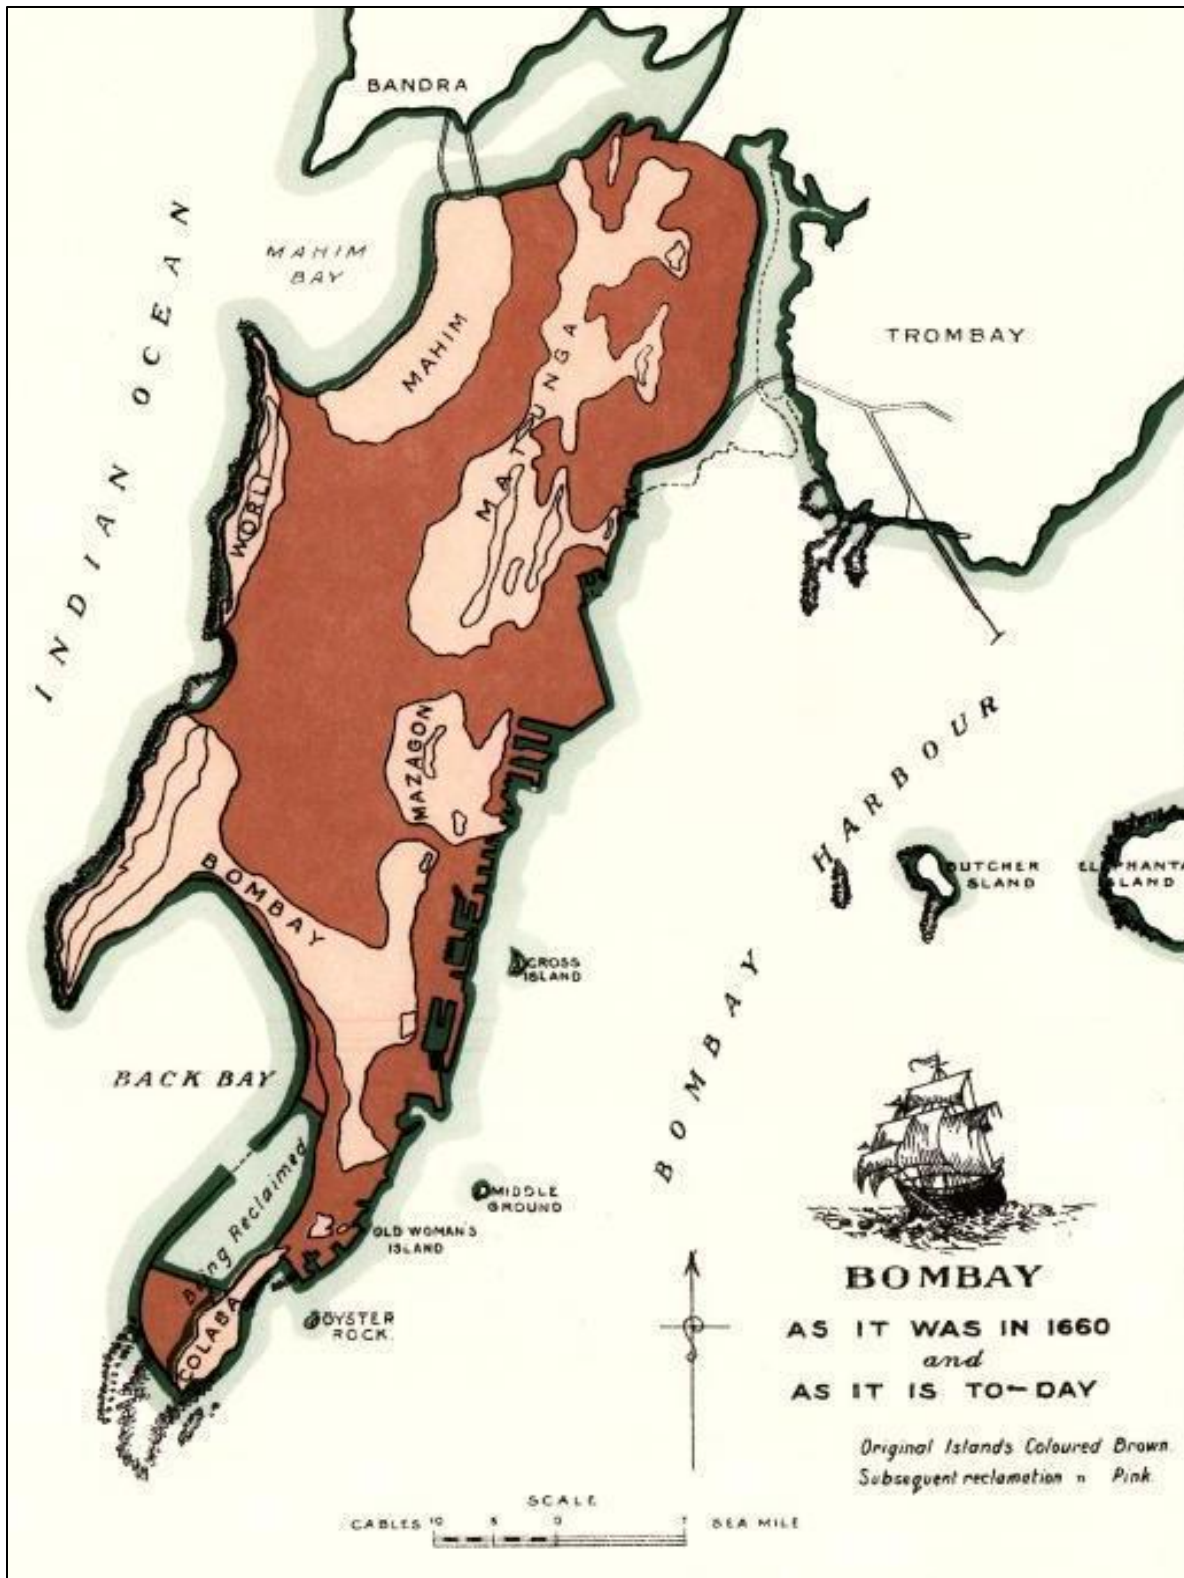 BANDRA
MAHIM
BAY
INDIAN OCEAN
MAHIM
MATUNGA
TROMBAY
WORLI
MAZAGON
BOMBAY
BOMBAY HARBOUR
BUTCHER
ISLAND
ELEPHANTA
ISLAND
CROSS
ISLAND
BACK BAY
Being Reclaimed
MIDDLE
GROUND
OLD WOMAN'S
ISLAND
OYSTER
ROCK.
COLABA
BOMBAY
AS IT WAS IN 1660
and
AS IT IS TO-DAY
Original Islands Coloured Brown.
Subsequent reclamation " Pink.
SCALE
CABLES 10 5 0 1 SEA MILE